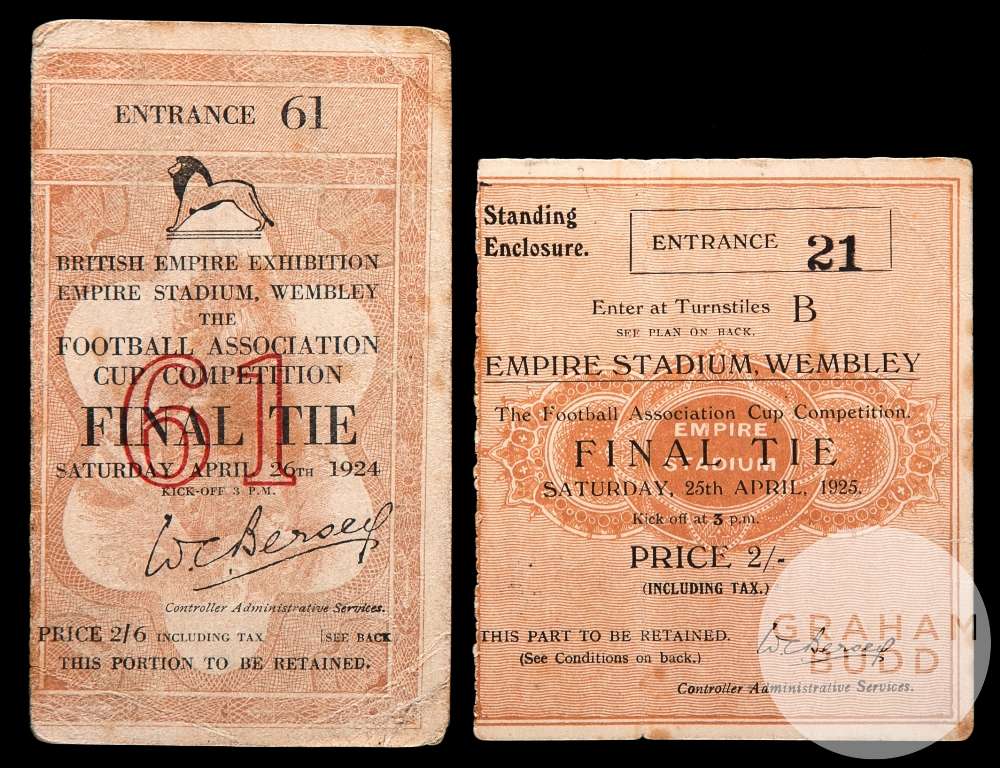 ENTRANCE 61
BRITISH EMPIRE EXHIBITION
EMPIRE STADIUM, WEMBLEY
THE
FOOTBALL ASSOCIATION
CUP COMPETITION
61
FINAL TIE
SATURDAY APRIL 26TH 1924
KICK-OFF 3 P.M.
W. C. Bersey
Controller Administrative Services.
PRICE 2/6 INCLUDING TAX SEE BACK
THIS PORTION TO BE RETAINED.
Standing
Enclosure.
ENTRANCE 21
Enter at Turnstiles B
SEE PLAN ON BACK.
EMPIRE STADIUM, WEMBLEY
The Football Association Cup Competition.
EMPIRE
STADIUM
FINAL TIE
SATURDAY, 25th APRIL, 1925.
Kick off at 3 p.m.
PRICE 2/-
(INCLUDING TAX.)
THIS PART TO BE RETAINED.
(See Conditions on back.)
W. C. Bersey
Controller Administrative Services.
GRAHAM
BUDD